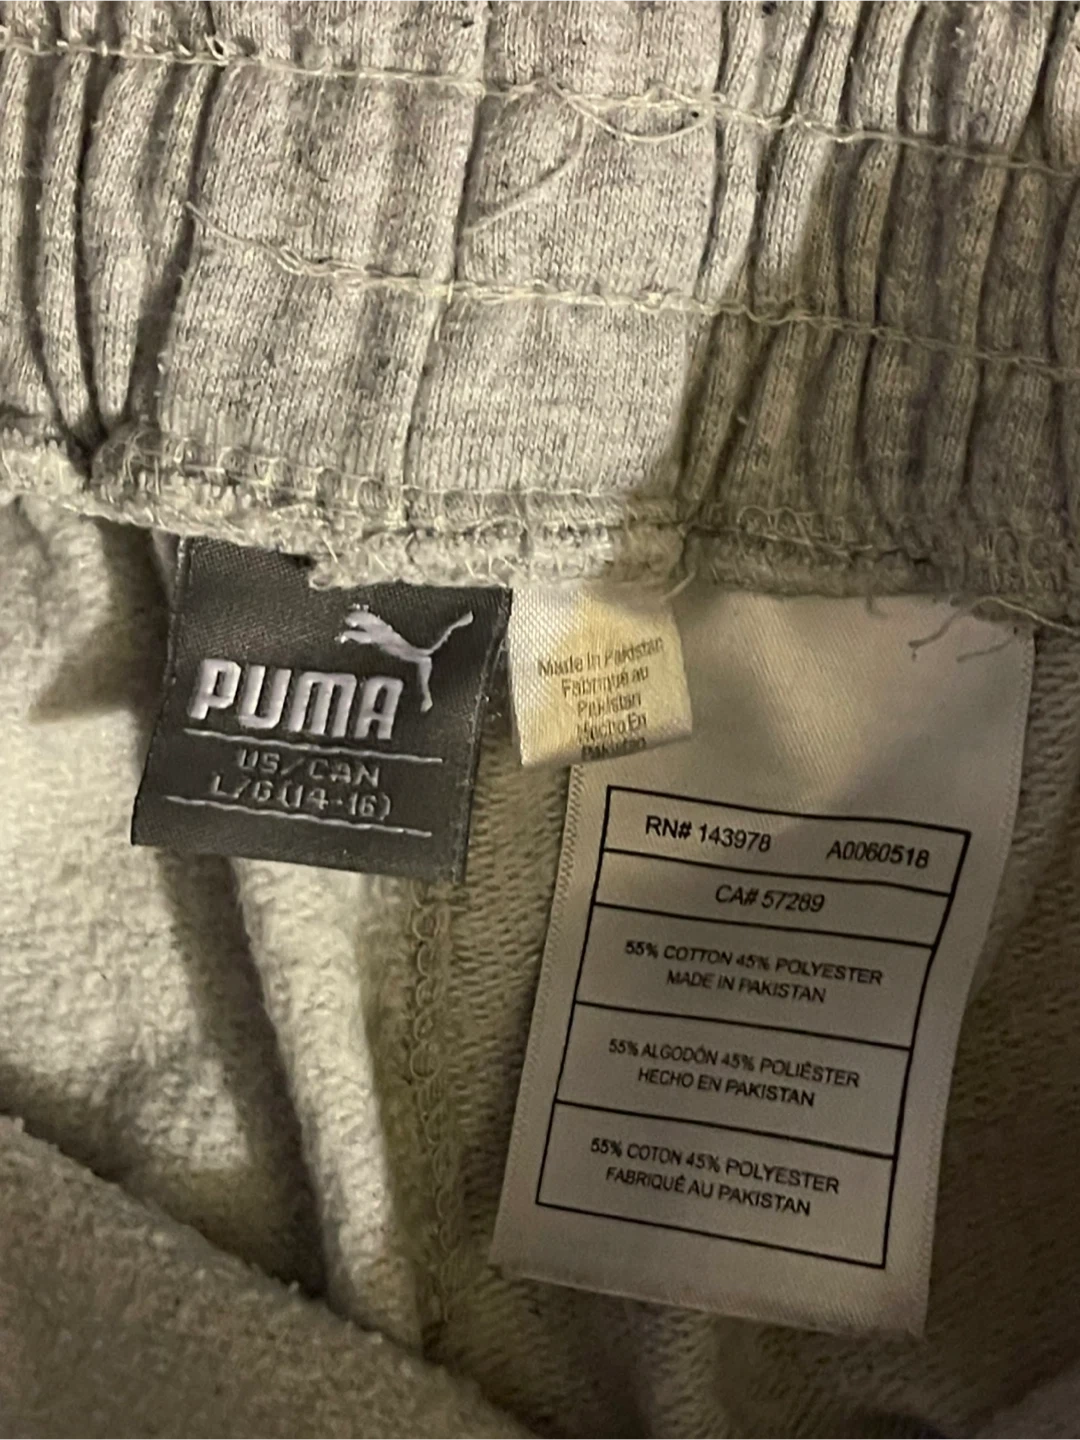 PUMA
US/CAN
L/G(14-16)
Made In Pakistan
Fabriqué au
Pakistan
Hecho En
Pakistan
RN# 143978 A0060518
CA# 57289
55% COTTON 45% POLYESTER
MADE IN PAKISTAN
55% ALGODÓN 45% POLIÉSTER
HECHO EN PAKISTAN
55% COTON 45% POLYESTER
FABRIQUÉ AU PAKISTAN